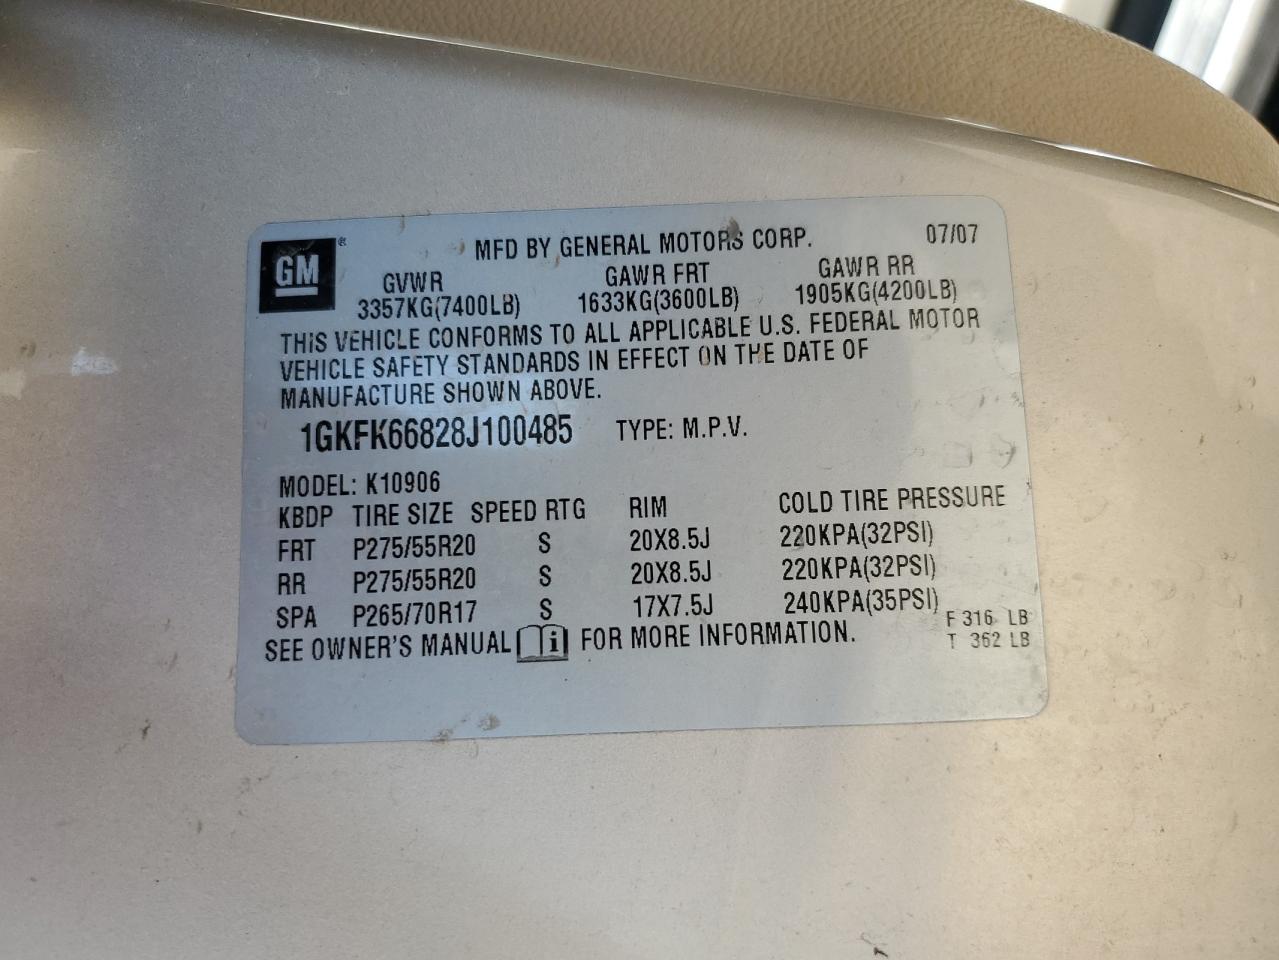 GM ® MFD BY GENERAL MOTORS CORP. 07/07
GVWR GAWR FRT GAWR RR
3357KG(7400LB) 1633KG(3600LB) 1905KG(4200LB)
THIS VEHICLE CONFORMS TO ALL APPLICABLE U.S. FEDERAL MOTOR
VEHICLE SAFETY STANDARDS IN EFFECT ON THE DATE OF
MANUFACTURE SHOWN ABOVE.
1GKFK66828J100485 TYPE: M.P.V.
MODEL: K10906
KBDP TIRE SIZE SPEED RTG RIM COLD TIRE PRESSURE
FRT P275/55R20 S 20X8.5J 220KPA(32PSI)
RR P275/55R20 S 20X8.5J 220KPA(32PSI)
SPA P265/70R17 S 17X7.5J 240KPA(35PSI)
F 316 LB
SEE OWNER'S MANUAL i FOR MORE INFORMATION.
T 362 LB